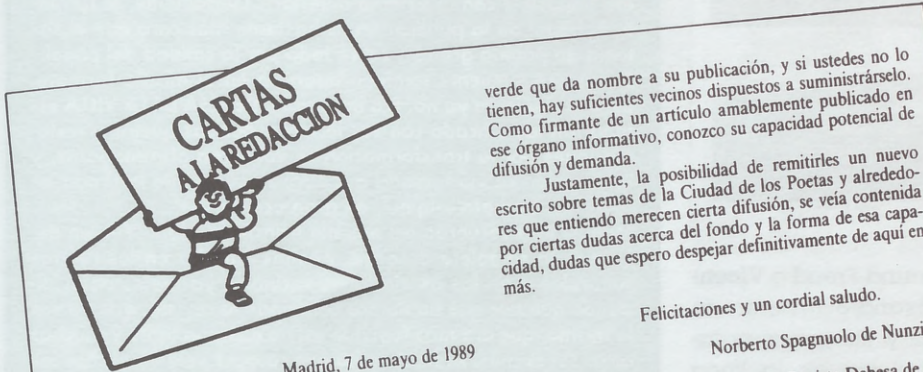 CARTAS
A LA REDACCION
Madrid, 7 de mayo de 1989
verde que da nombre a su publicación, y si ustedes no lo
tienen, hay suficientes vecinos dispuestos a suministrárselo.
Como firmante de un artículo amablemente publicado en
ese órgano informativo, conozco su capacidad potencial de
difusión y demanda.
Justamente, la posibilidad de remitirles un nuevo
escrito sobre temas de la Ciudad de los Poetas y alrededo-
res que entiendo merecen cierta difusión, se veía contenida
por ciertas dudas acerca del fondo y la forma de esa capa-
cidad, dudas que espero despejar definitivamente de aquí en
más.
Felicitaciones y un cordial saludo.
Norberto Spagnuolo de Nunzi
Dehesa de